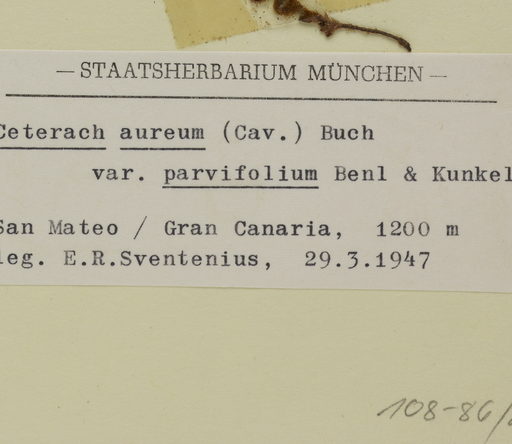 — STAATSHERBARIUM MÜNCHEN —
Ceterach aureum (Cav.) Buch
var. parvifolium Benl & Kunkel
San Mateo / Gran Canaria, 1200 m
leg. E.R.Sventenius, 29.3.1947
108-86/